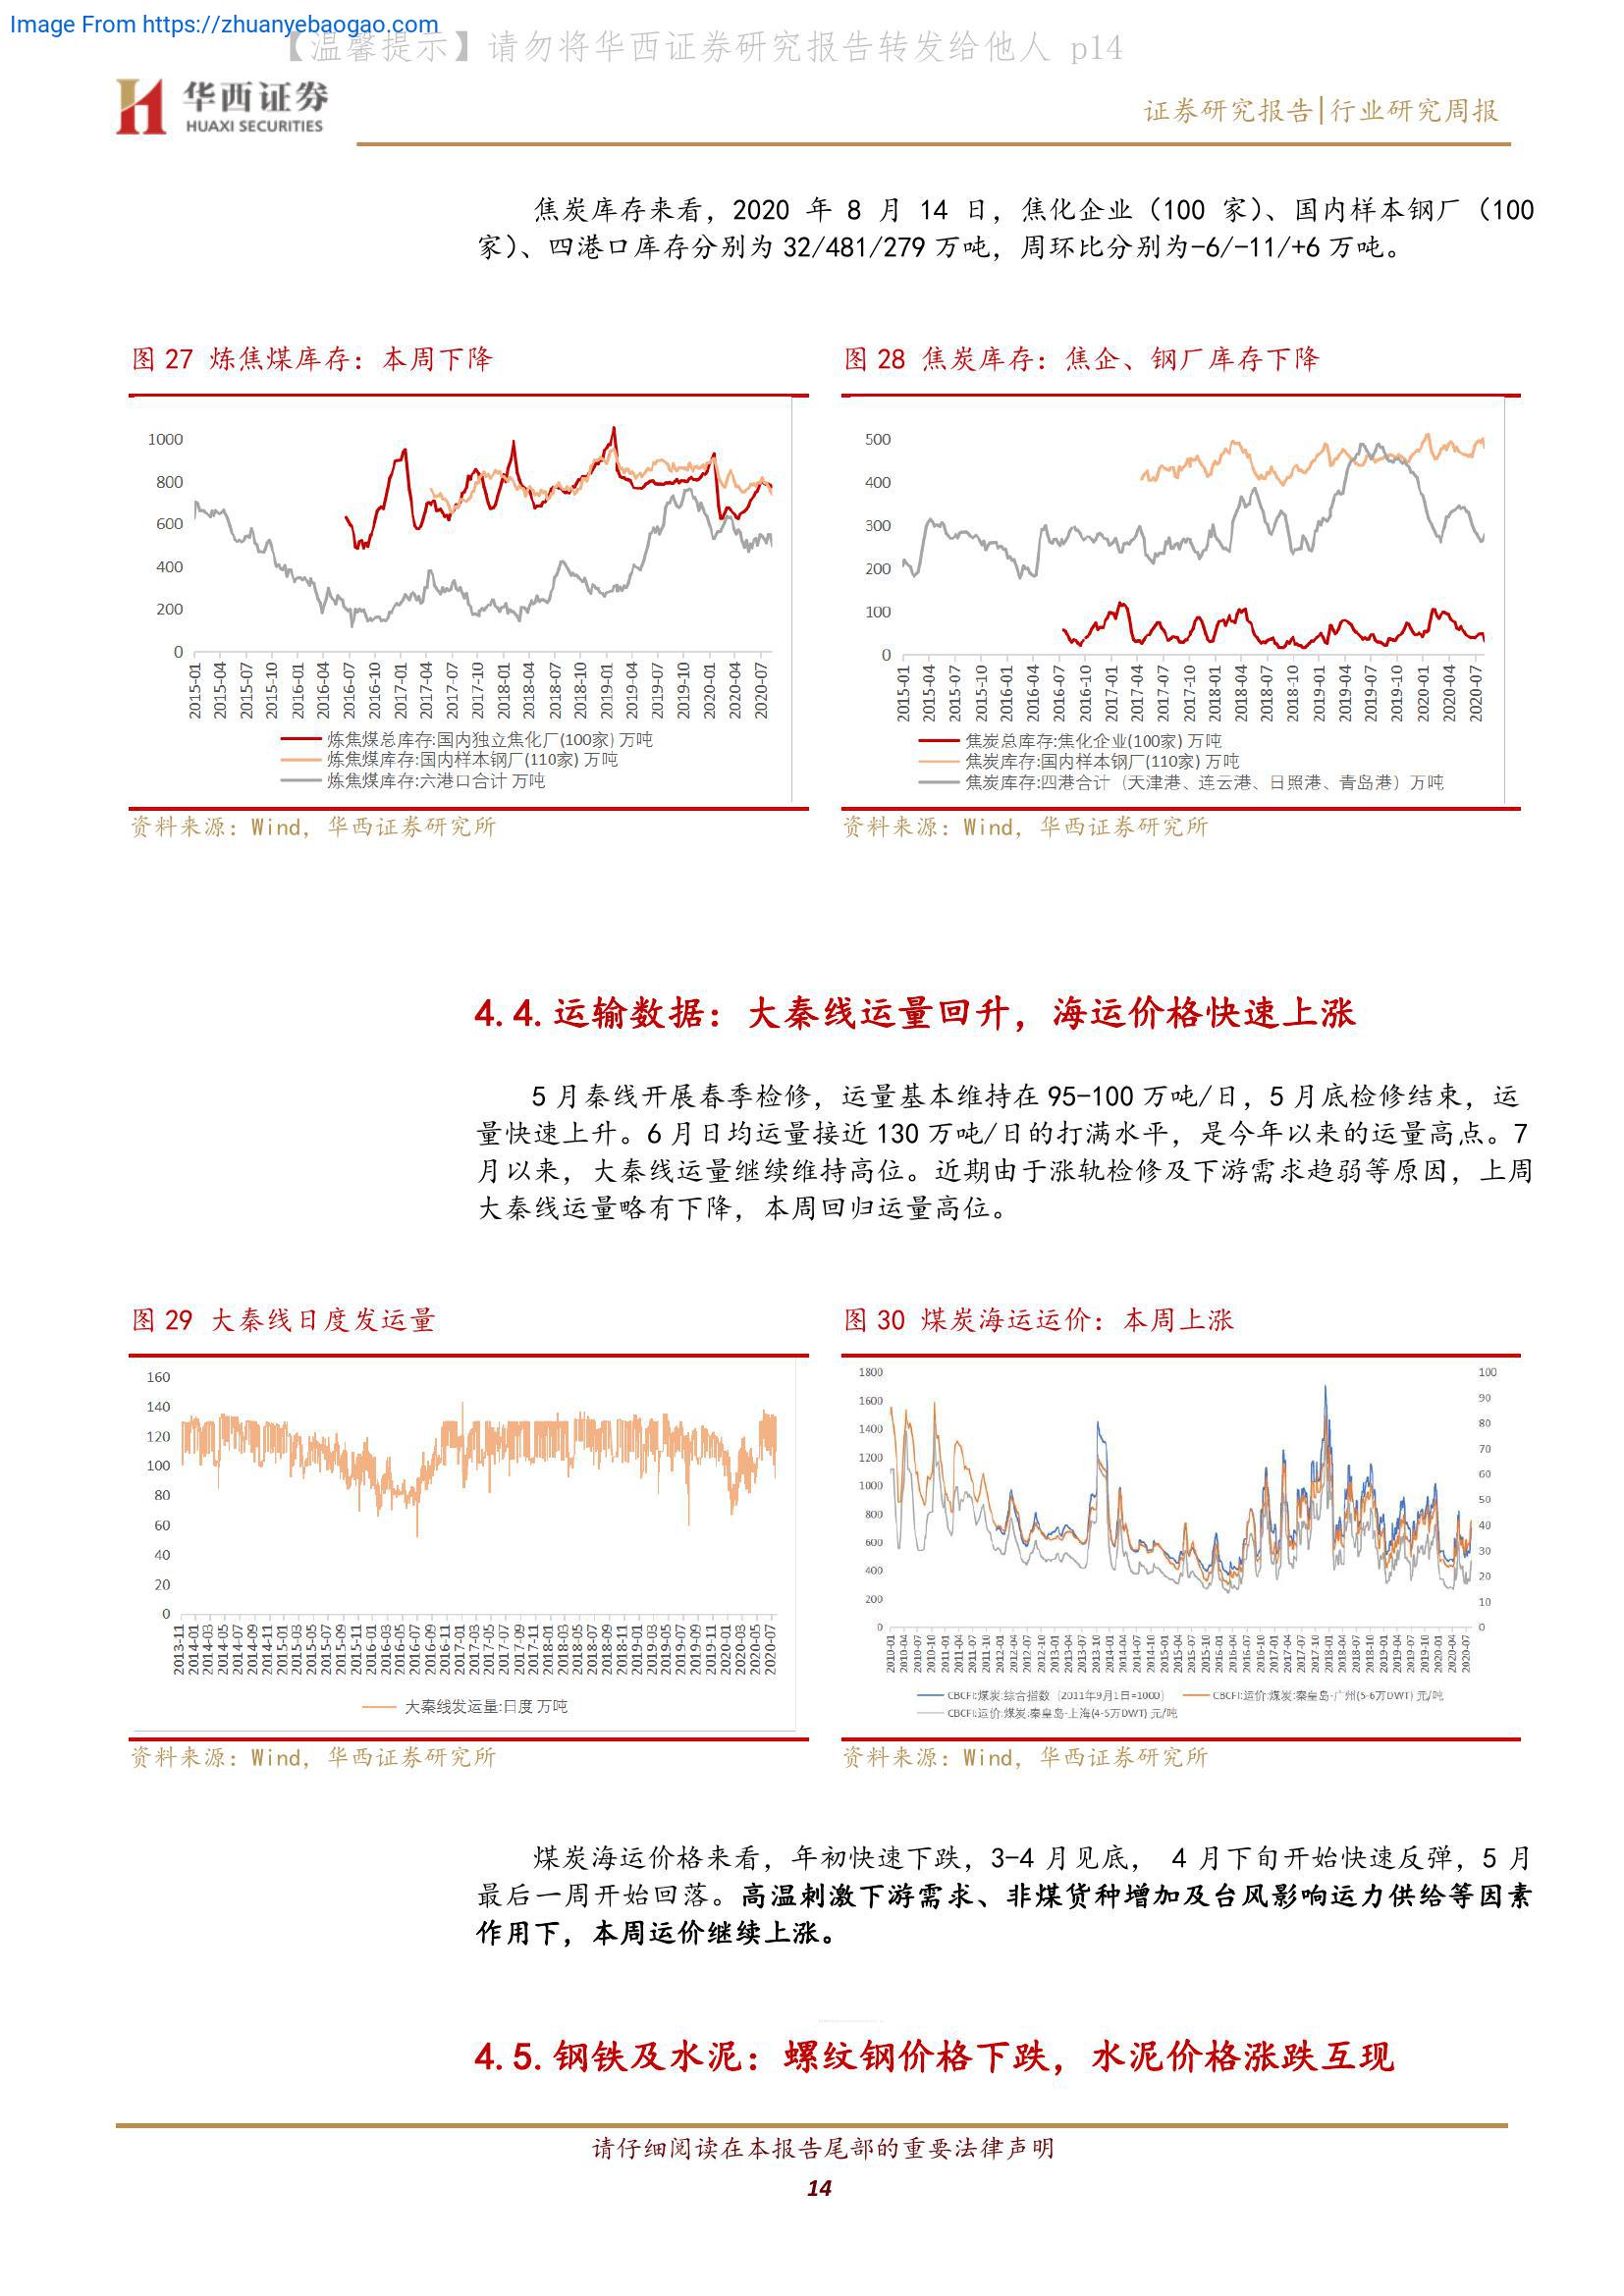 Image From https://zhuanyebaogao.com
【温馨提示】请勿将华西证券研究报告转发给他人 p14
华西证券
HUAXI SECURITIES
证券研究报告|行业研究周报
焦炭库存来看，2020 年 8 月 14 日，焦化企业（100 家）、国内样本钢厂（100
家）、四港口库存分别为 32/481/279 万吨，周环比分别为-6/-11/+6 万吨。
图 27 炼焦煤库存：本周下降
1000
800
600
400
200
0
2015-01 2015-04 2015-07 2015-10 2016-01 2016-04 2016-07 2016-10 2017-01 2017-04 2017-07 2017-10 2018-01 2018-04 2018-07 2018-10 2019-01 2019-04 2019-07 2019-10 2020-01 2020-04 2020-07
炼焦煤总库存:国内独立焦化厂(100家) 万吨
炼焦煤库存:国内样本钢厂(110家) 万吨
炼焦煤库存:六港口合计 万吨
资料来源：Wind，华西证券研究所
图 28 焦炭库存：焦企、钢厂库存下降
500
400
300
200
100
0
2015-01 2015-04 2015-07 2015-10 2016-01 2016-04 2016-07 2016-10 2017-01 2017-04 2017-07 2017-10 2018-01 2018-04 2018-07 2018-10 2019-01 2019-04 2019-07 2019-10 2020-01 2020-04 2020-07
焦炭总库存:焦化企业(100家) 万吨
焦炭库存:国内样本钢厂(110家) 万吨
焦炭库存:四港合计（天津港、连云港、日照港、青岛港）万吨
资料来源：Wind，华西证券研究所
4.4.运输数据：大秦线运量回升，海运价格快速上涨
5 月秦线开展春季检修，运量基本维持在 95-100 万吨/日，5 月底检修结束，运
量快速上升。6 月日均运量接近 130 万吨/日的打满水平，是今年以来的运量高点。7
月以来，大秦线运量继续维持高位。近期由于涨轨检修及下游需求趋弱等原因，上周
大秦线运量略有下降，本周回归运量高位。
图 29 大秦线日度发运量
160
140
120
100
80
60
40
20
0
2013-11 2014-01 2014-03 2014-05 2014-07 2014-09 2014-11 2015-01 2015-03 2015-05 2015-07 2015-09 2015-11 2016-01 2016-03 2016-05 2016-07 2016-09 2016-11 2017-01 2017-03 2017-05 2017-07 2017-09 2017-11 2018-01 2018-03 2018-05 2018-07 2018-09 2018-11 2019-01 2019-03 2019-05 2019-07 2019-09 2019-11 2020-01 2020-03 2020-05 2020-07
大秦线发运量:日度 万吨
资料来源：Wind，华西证券研究所
图 30 煤炭海运运价：本周上涨
1800 100
1600 90
1400 80
1200 70
1000 60
800 50
600 40
400 30
200 20
0 10
0
2010-01 2010-04 2010-07 2010-10 2011-01 2011-04 2011-07 2011-10 2012-01 2012-04 2012-07 2012-10 2013-01 2013-04 2013-07 2013-10 2014-01 2014-04 2014-07 2014-10 2015-01 2015-04 2015-07 2015-10 2016-01 2016-04 2016-07 2016-10 2017-01 2017-04 2017-07 2017-10 2018-01 2018-04 2018-07 2018-10 2019-01 2019-04 2019-07 2019-10 2020-01 2020-04 2020-07
CBCFI:煤炭:综合指数（2011年9月1日=1000） CBCFI:运价:煤炭:秦皇岛-广州(5-6万DWT) 元/吨
CBCFI:运价:煤炭:秦皇岛-上海(4-5万DWT) 元/吨
资料来源：Wind，华西证券研究所
煤炭海运价格来看，年初快速下跌，3-4 月见底， 4 月下旬开始快速反弹，5 月
最后一周开始回落。高温刺激下游需求、非煤货种增加及台风影响运力供给等因素
作用下，本周运价继续上涨。
4.5.钢铁及水泥：螺纹钢价格下跌，水泥价格涨跌互现
请仔细阅读在本报告尾部的重要法律声明
14